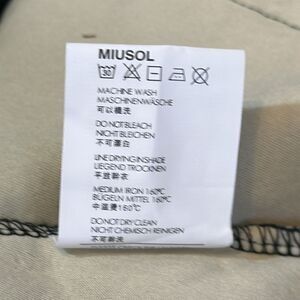 MIUSOL
30
MACHINE WASH
MASCHINENWÄSCHE
可以機洗
DO NOT BLEACH
NICHT BLEICHEN
不可漂白
LINE DRYING IN SHADE
LIEGEND TROCKNEN
平放幹衣
MEDIUM IRON 160°C
BÜGELN MITTEL 160°C
中溫燙160°C
DO NOT DRY CLEAN
NICHT CHEMISCH REINIGEN
不可乾洗